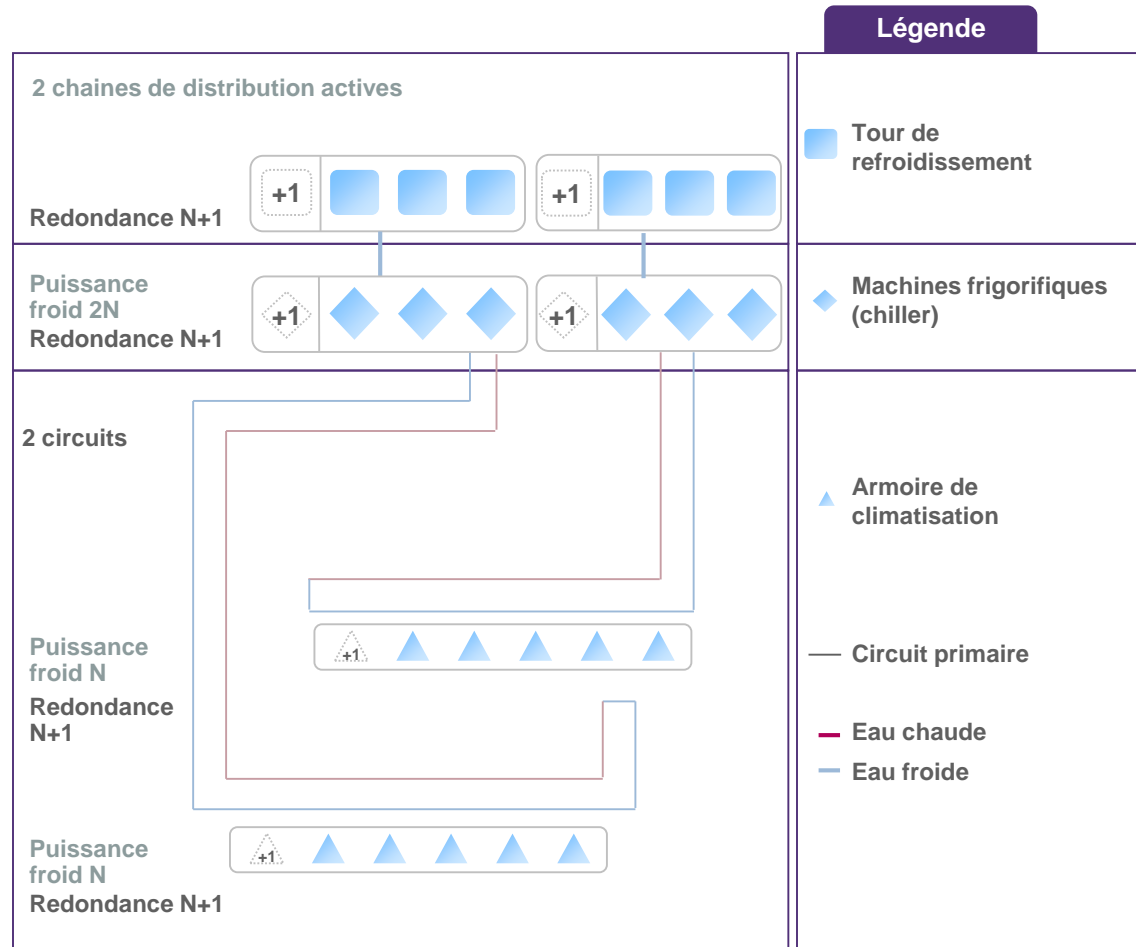 Légende
2 chaines de distribution actives
+1
+1
Redondance N+1
Tour de
refroidissement
Puissance
froid 2N
Redondance N+1
+1
+1
Machines frigorifiques
(chiller)
2 circuits
Armoire de
climatisation
Puissance
froid N
Redondance
N+1
+1
Circuit primaire
Eau chaude
Eau froide
Puissance
froid N
Redondance N+1
+1